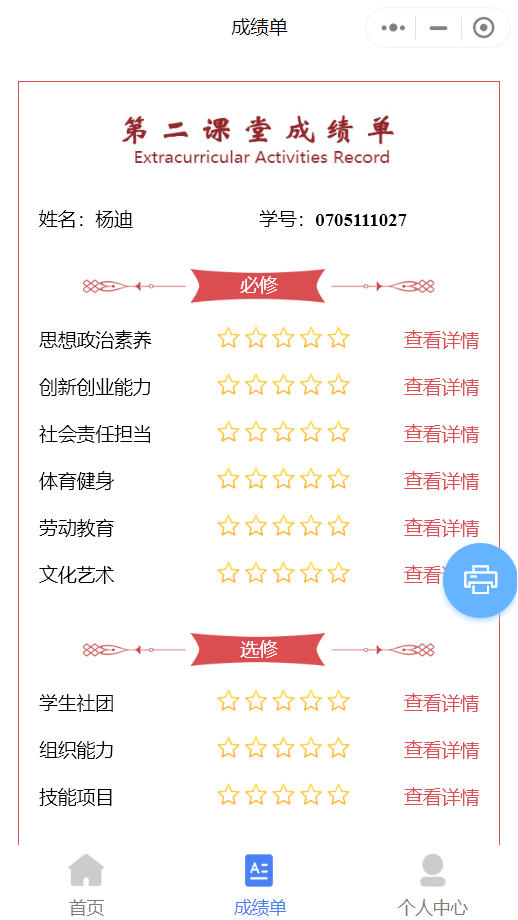 成绩单
第二课堂成绩单
Extracurricular Activities Record
姓名：杨迪 学号：0705111027
必修
思想政治素养 查看详情
创新创业能力 查看详情
社会责任担当 查看详情
体育健身 查看详情
劳动教育 查看详情
文化艺术 查看
选修
学生社团 查看详情
组织能力 查看详情
技能项目 查看详情
首页 成绩单 个人中心